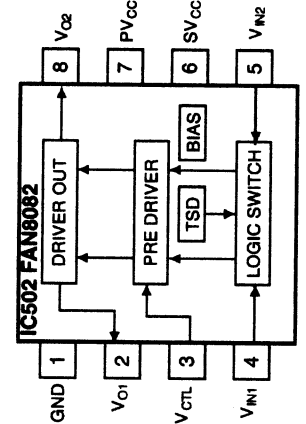 IC502 FAN8082
GND 1
VO1 2
VCTL 3
VIN1 4
8 VO2
7 PVCC
6 SVCC
5 VIN2
DRIVER OUT
PRE DRIVER
TSD
BIAS
LOGIC SWITCH